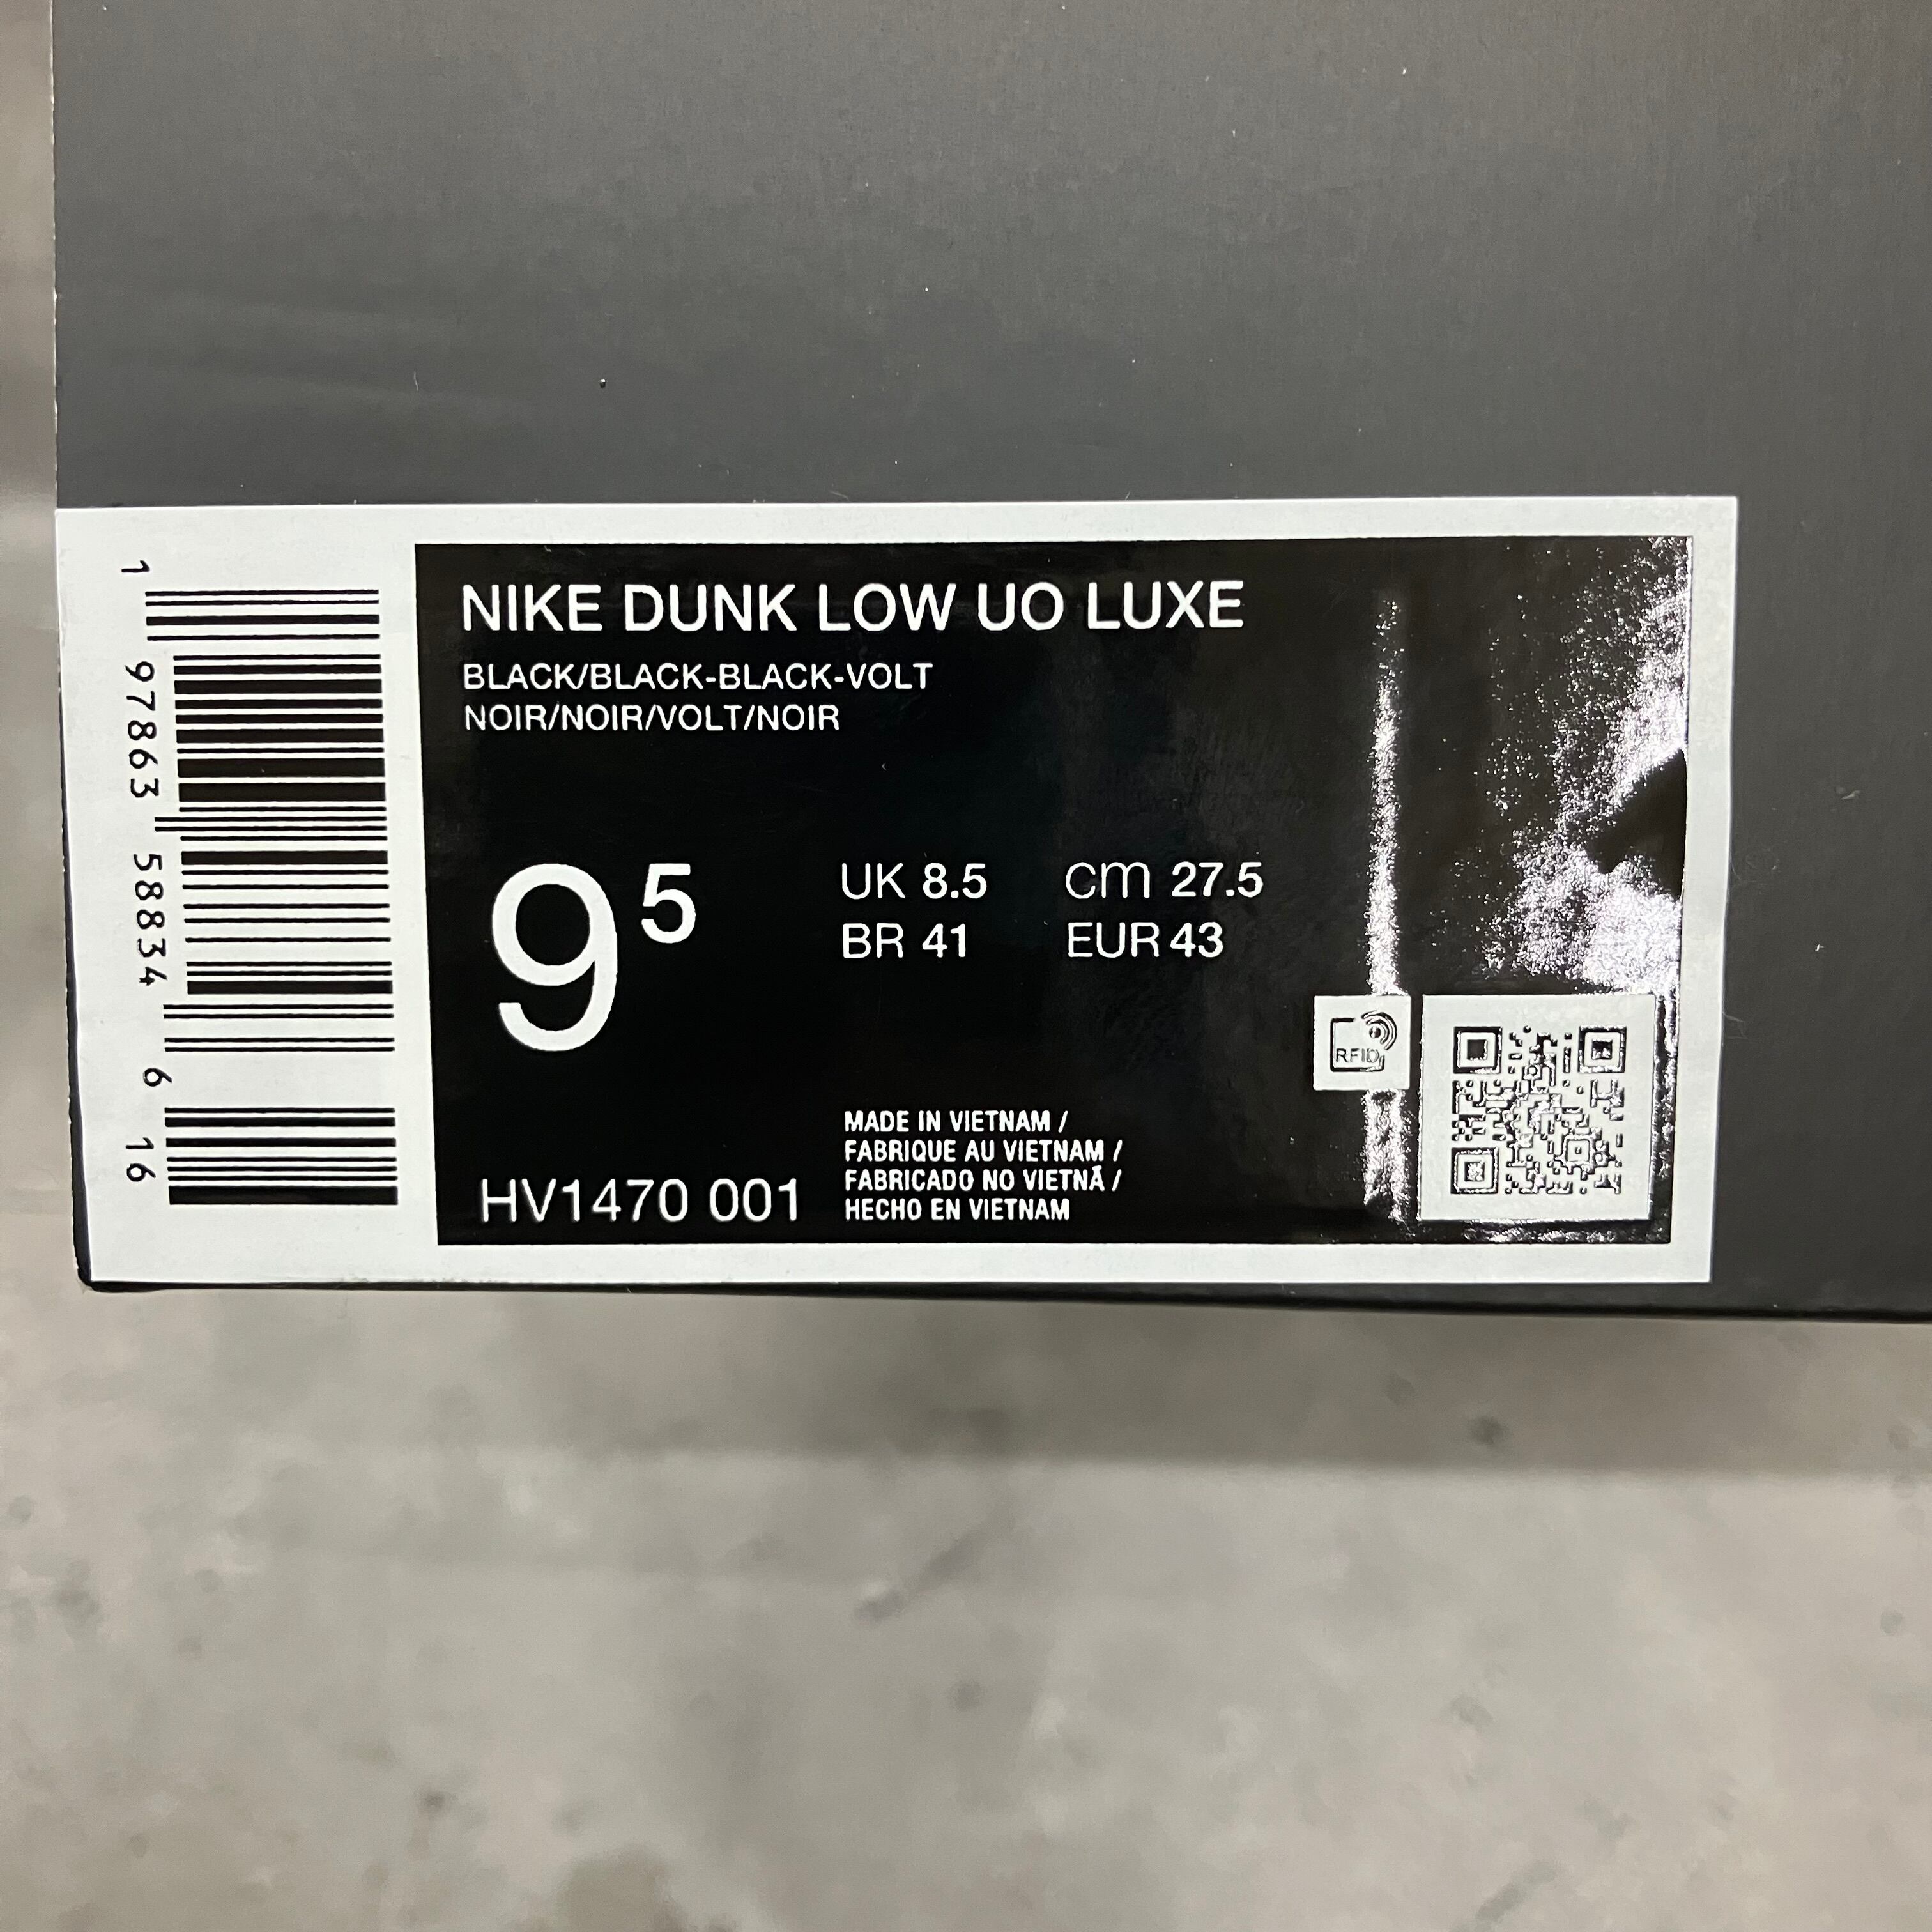 1 97863 58834 6 16
NIKE DUNK LOW UO LUXE
BLACK/BLACK-BLACK-VOLT
NOIR/NOIR/VOLT/NOIR
9 5
UK 8.5 cm 27.5
BR 41 EUR 43
RFID
HV1470 001
MADE IN VIETNAM /
FABRIQUE AU VIETNAM /
FABRICADO NO VIETNÃ /
HECHO EN VIETNAM